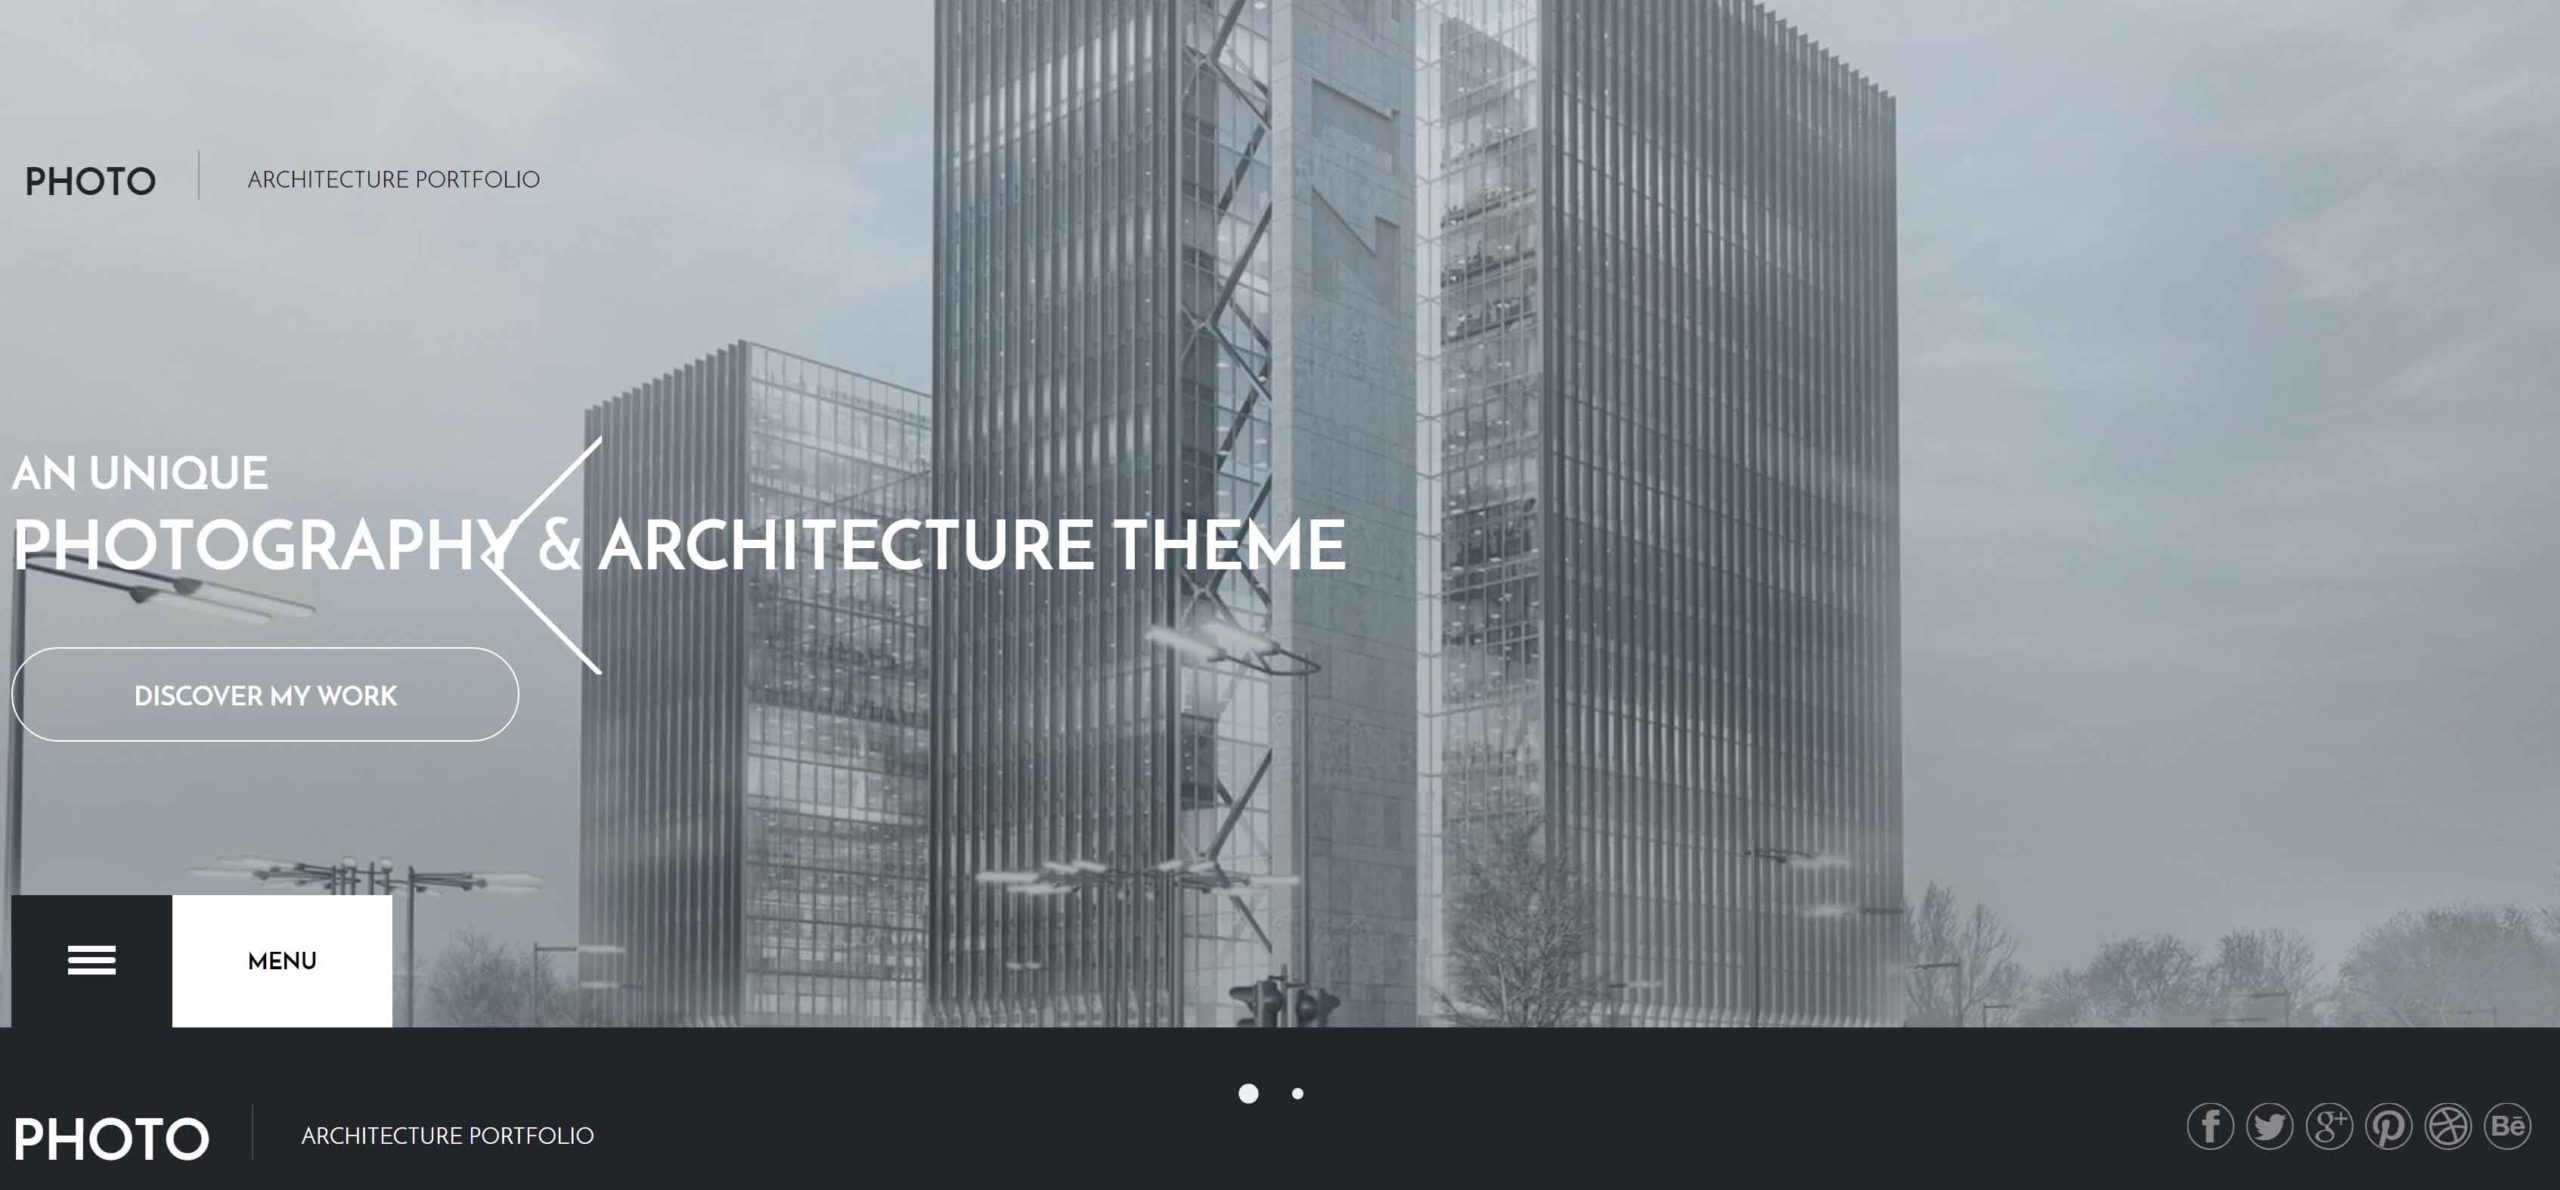 PHOTO
ARCHITECTURE PORTFOLIO
AN UNIQUE
PHOTOGRAPHY & ARCHITECTURE THEME
DISCOVER MY WORK
MENU
PHOTO
ARCHITECTURE PORTFOLIO
f g+ Bē